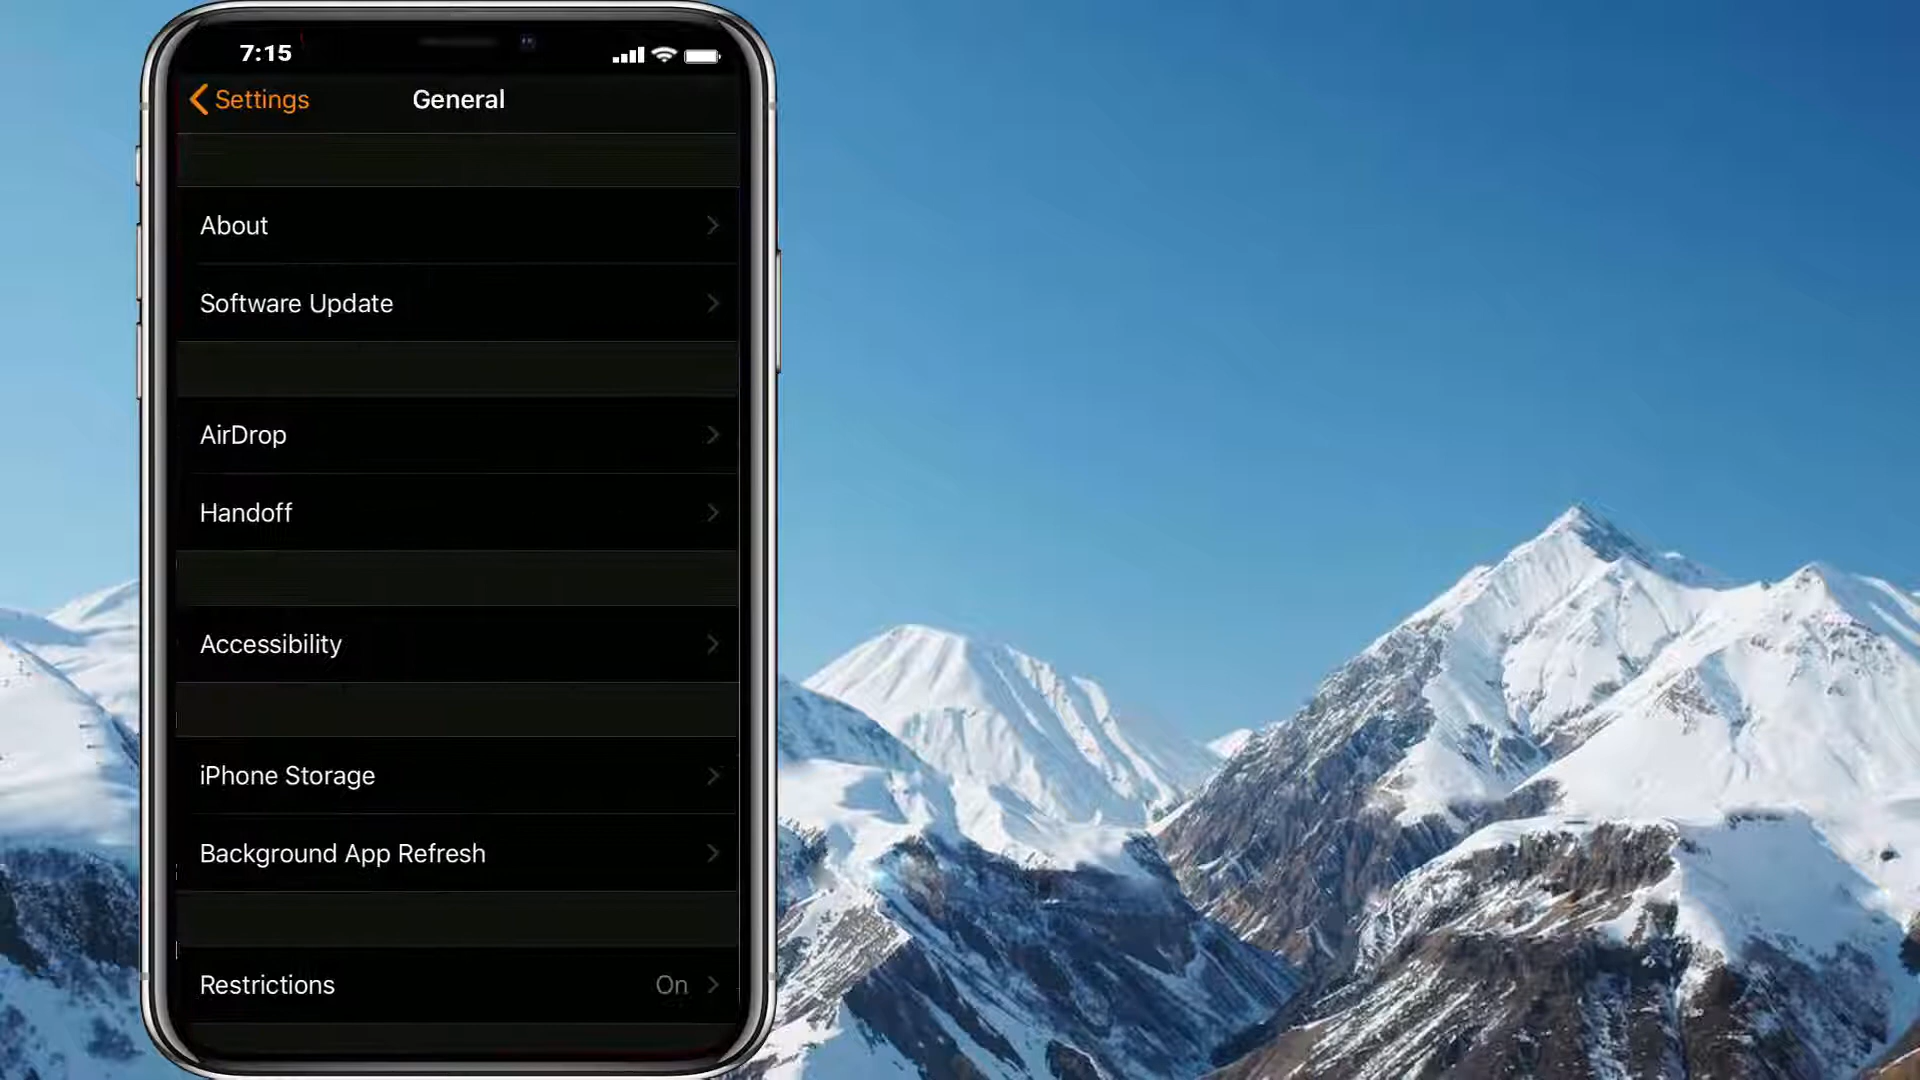 7:15
Settings
General
About
Software Update
AirDrop
Handoff
Accessibility
iPhone Storage
Background App Refresh
Restrictions On